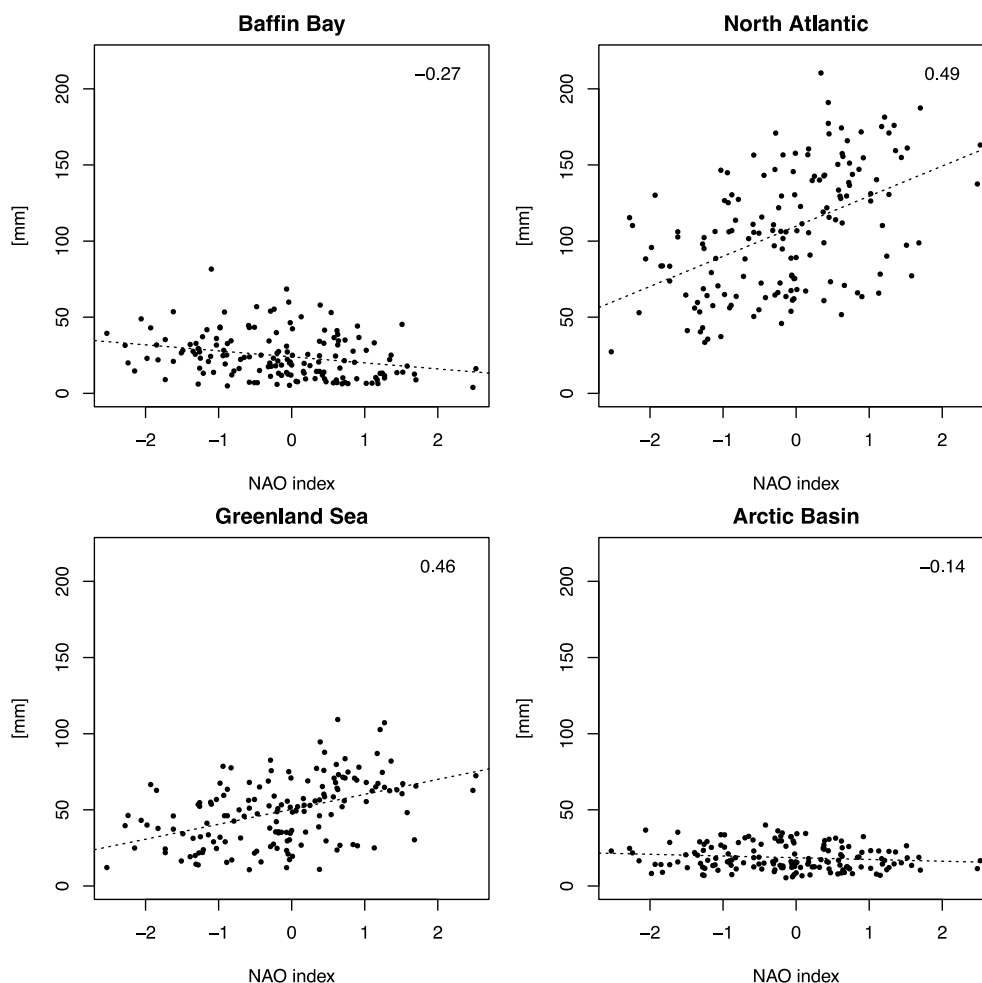 Baffin Bay
−0.27
[mm]
200
150
100
50
0
−2 −1 0 1 2
NAO index
North Atlantic
0.49
[mm]
200
150
100
50
0
−2 −1 0 1 2
NAO index
Greenland Sea
0.46
[mm]
200
150
100
50
0
−2 −1 0 1 2
NAO index
Arctic Basin
−0.14
[mm]
200
150
100
50
0
−2 −1 0 1 2
NAO index